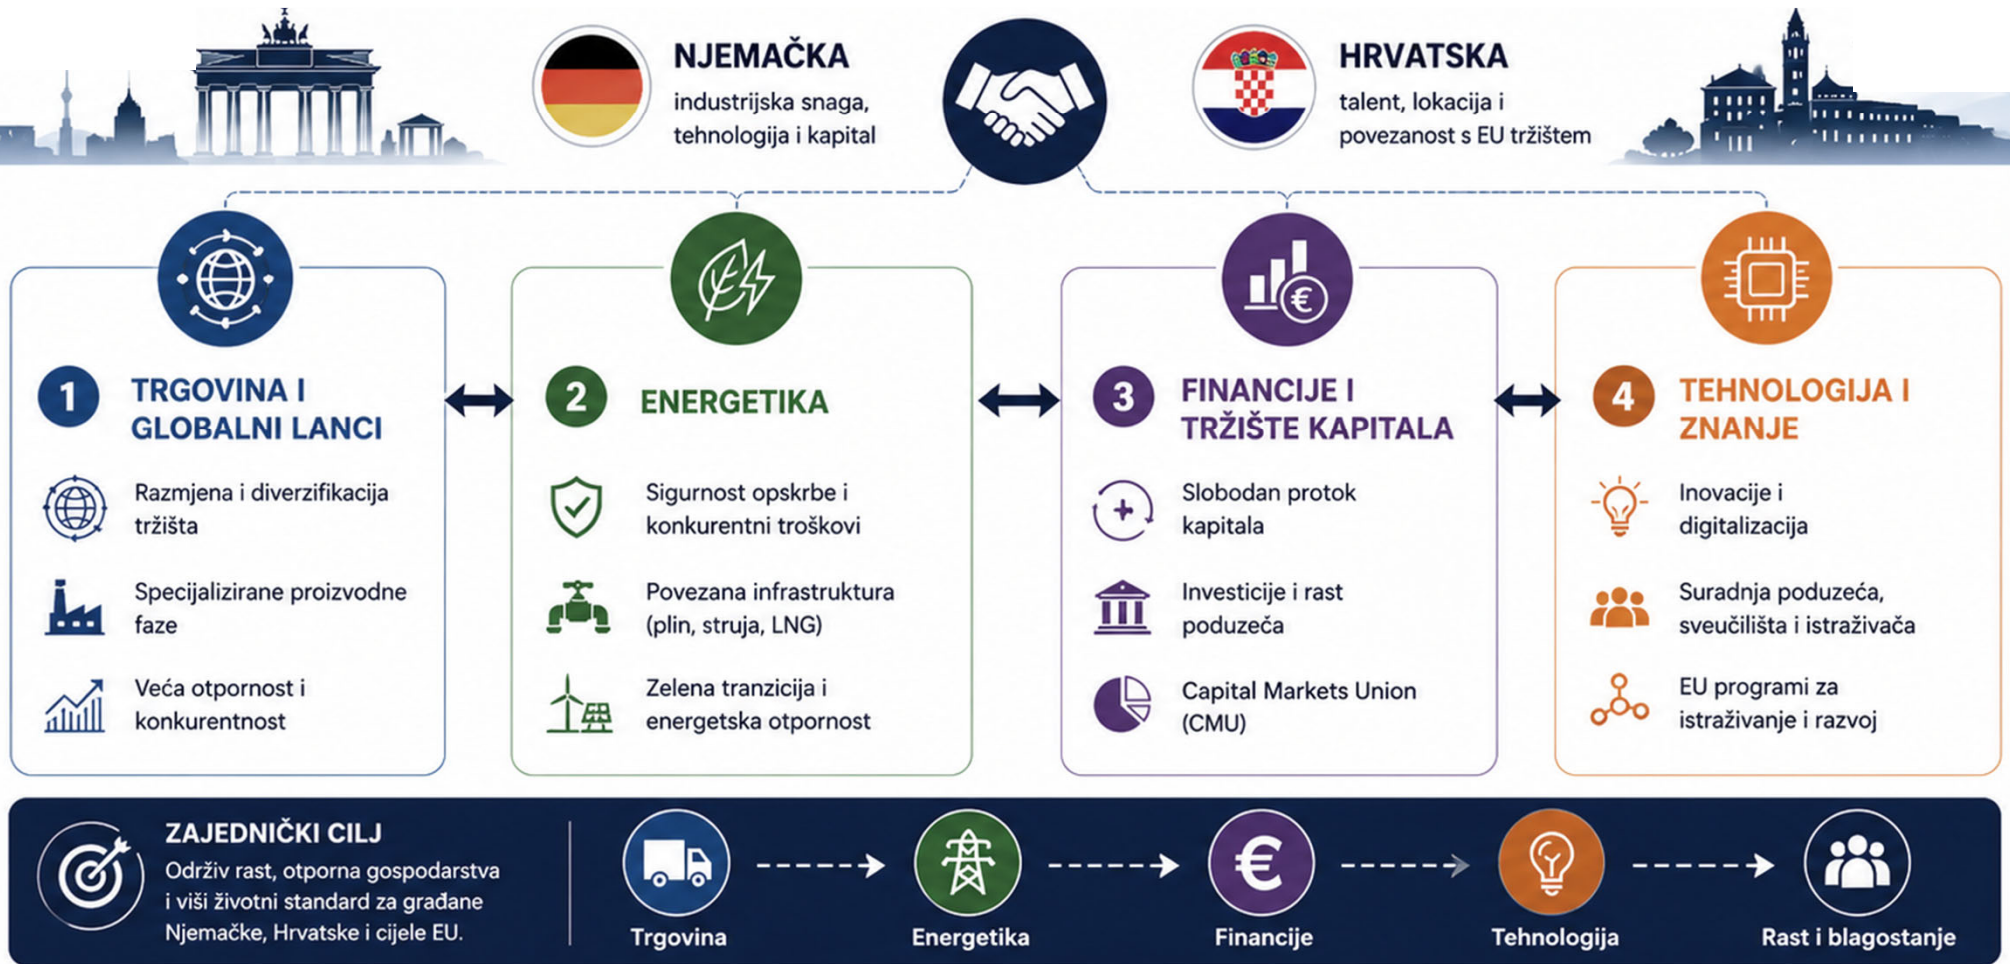 NJEMAČKA
industrijska snaga,
tehnologija i kapital
HRVATSKA
talent, lokacija i
povezanost s EU tržištem
1
TRGOVINA I
GLOBALNI LANCI
Razmjena i diverzifikacija
tržišta
Specijalizirane proizvodne
faze
Veća otpornost i
konkurentnost
2
ENERGETIKA
Sigurnost opskrbe i
konkurentni troškovi
Povezana infrastruktura
(plin, struja, LNG)
Zelena tranzicija i
energetska otpornost
€
3
FINANCIJE I
TRŽIŠTE KAPITALA
Slobodan protok
kapitala
Investicije i rast
poduzeća
Capital Markets Union
(CMU)
4
TEHNOLOGIJA I
ZNANJE
Inovacije i
digitalizacija
Suradnja poduzeća,
sveučilišta i istraživača
EU programi za
istraživanje i razvoj
ZAJEDNIČKI CILJ
Održiv rast, otporna gospodarstva
i viši životni standard za građane
Njemačke, Hrvatske i cijele EU.
Trgovina
Energetika
€
Financije
Tehnologija
Rast i blagostanje